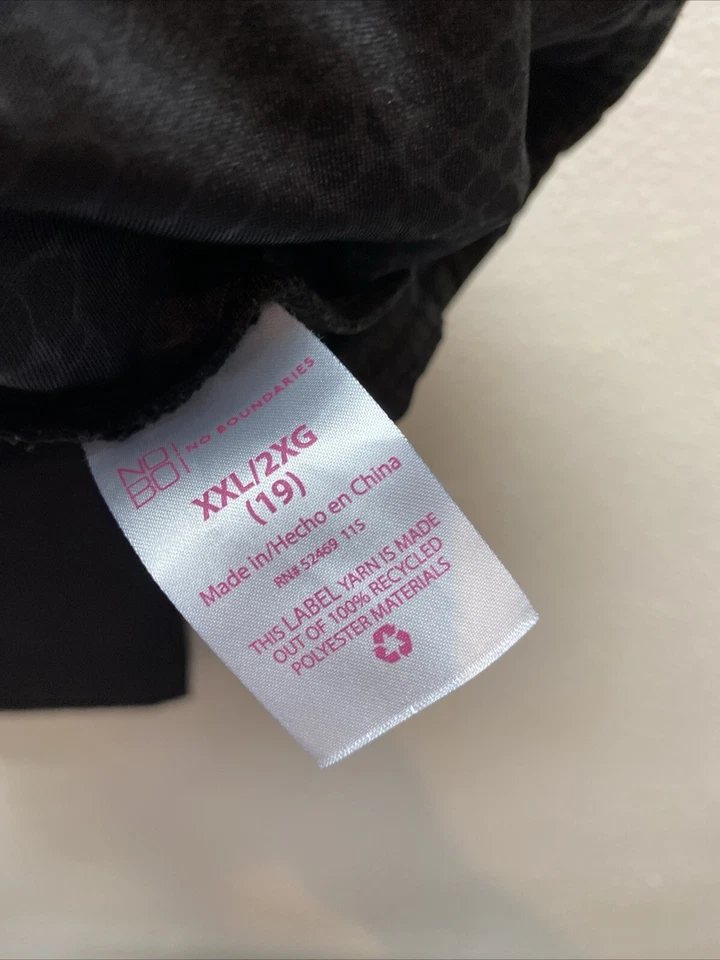 NO
BO
NO BOUNDARIES
XXL/2XG
(19)
Made in/Hecho en China
RN# 52469 115
THIS LABEL YARN IS MADE
OUT OF 100% RECYCLED
POLYESTER MATERIALS